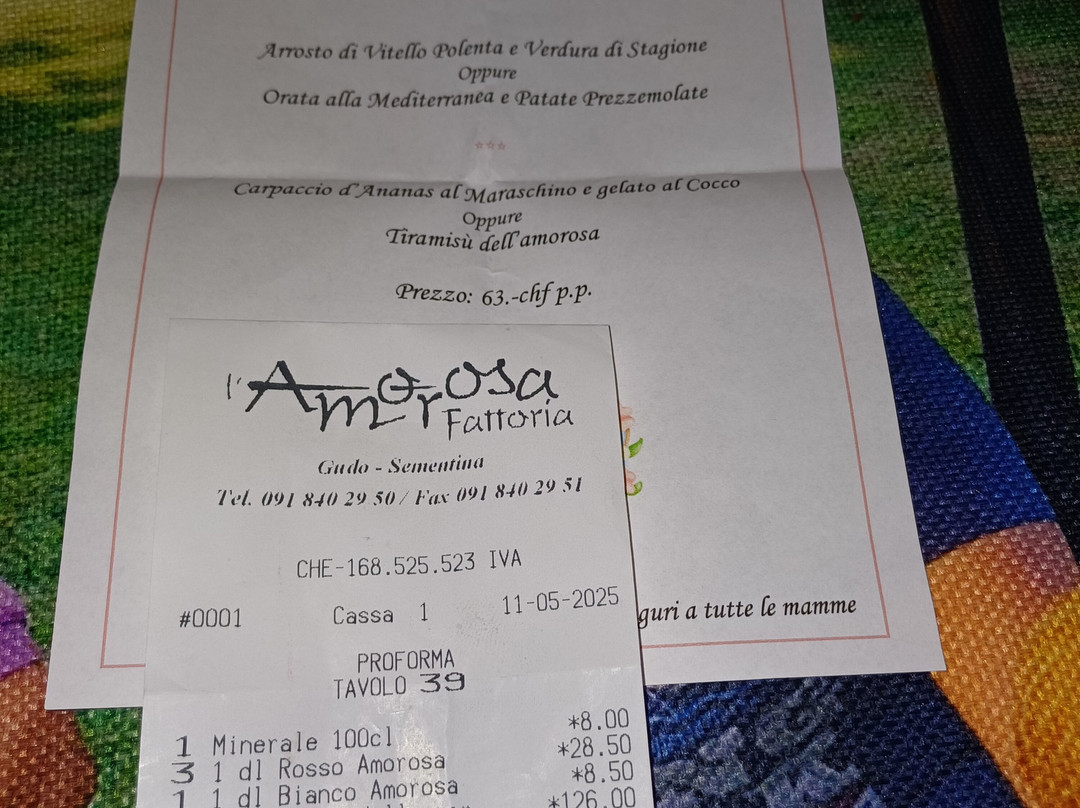 Arrosto di Vitello Polenta e Verdura di Stagione
Oppure
Orata alla Mediterranea e Patate Prezzemolate
***
Carpaccio d'Ananas al Maraschino e gelato al Cocco
Oppure
Tiramisù dell'amorosa
Prezzo: 63.-chf p.p.
l'Amorosa
Fattoria
Gudo - Sementina
Tel. 091 840 29 50 / Fax 091 840 29 51
CHE-168.525.523 IVA
#0001 Cassa 1 11-05-2025
guri a tutte le mamme
PROFORMA
TAVOLO 39
1 Minerale 100cl *8.00
3 1 dl Rosso Amorosa *28.50
1 1 dl Bianco Amorosa *8.50
*126.00